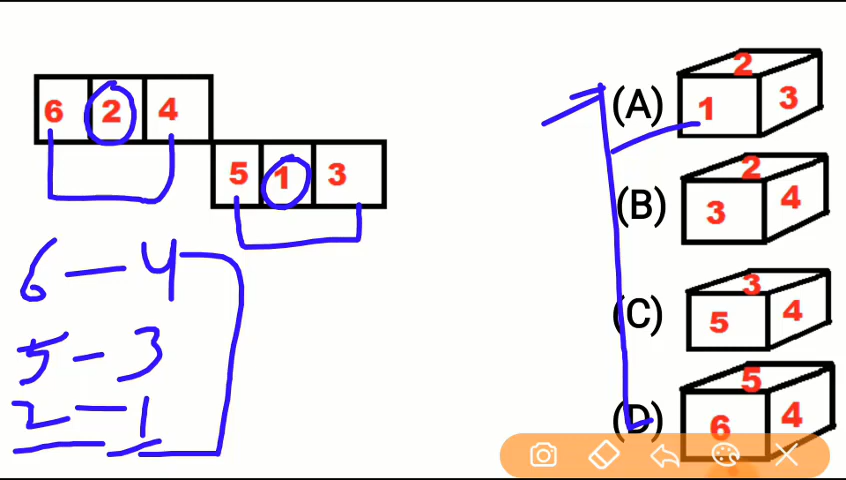 6 2 4
5 1 3
6 — 4
5 - 3
2 — 1
(A) 2 1 3
(B) 2 3 4
(C) 3 5 4
(D) 5 6 4